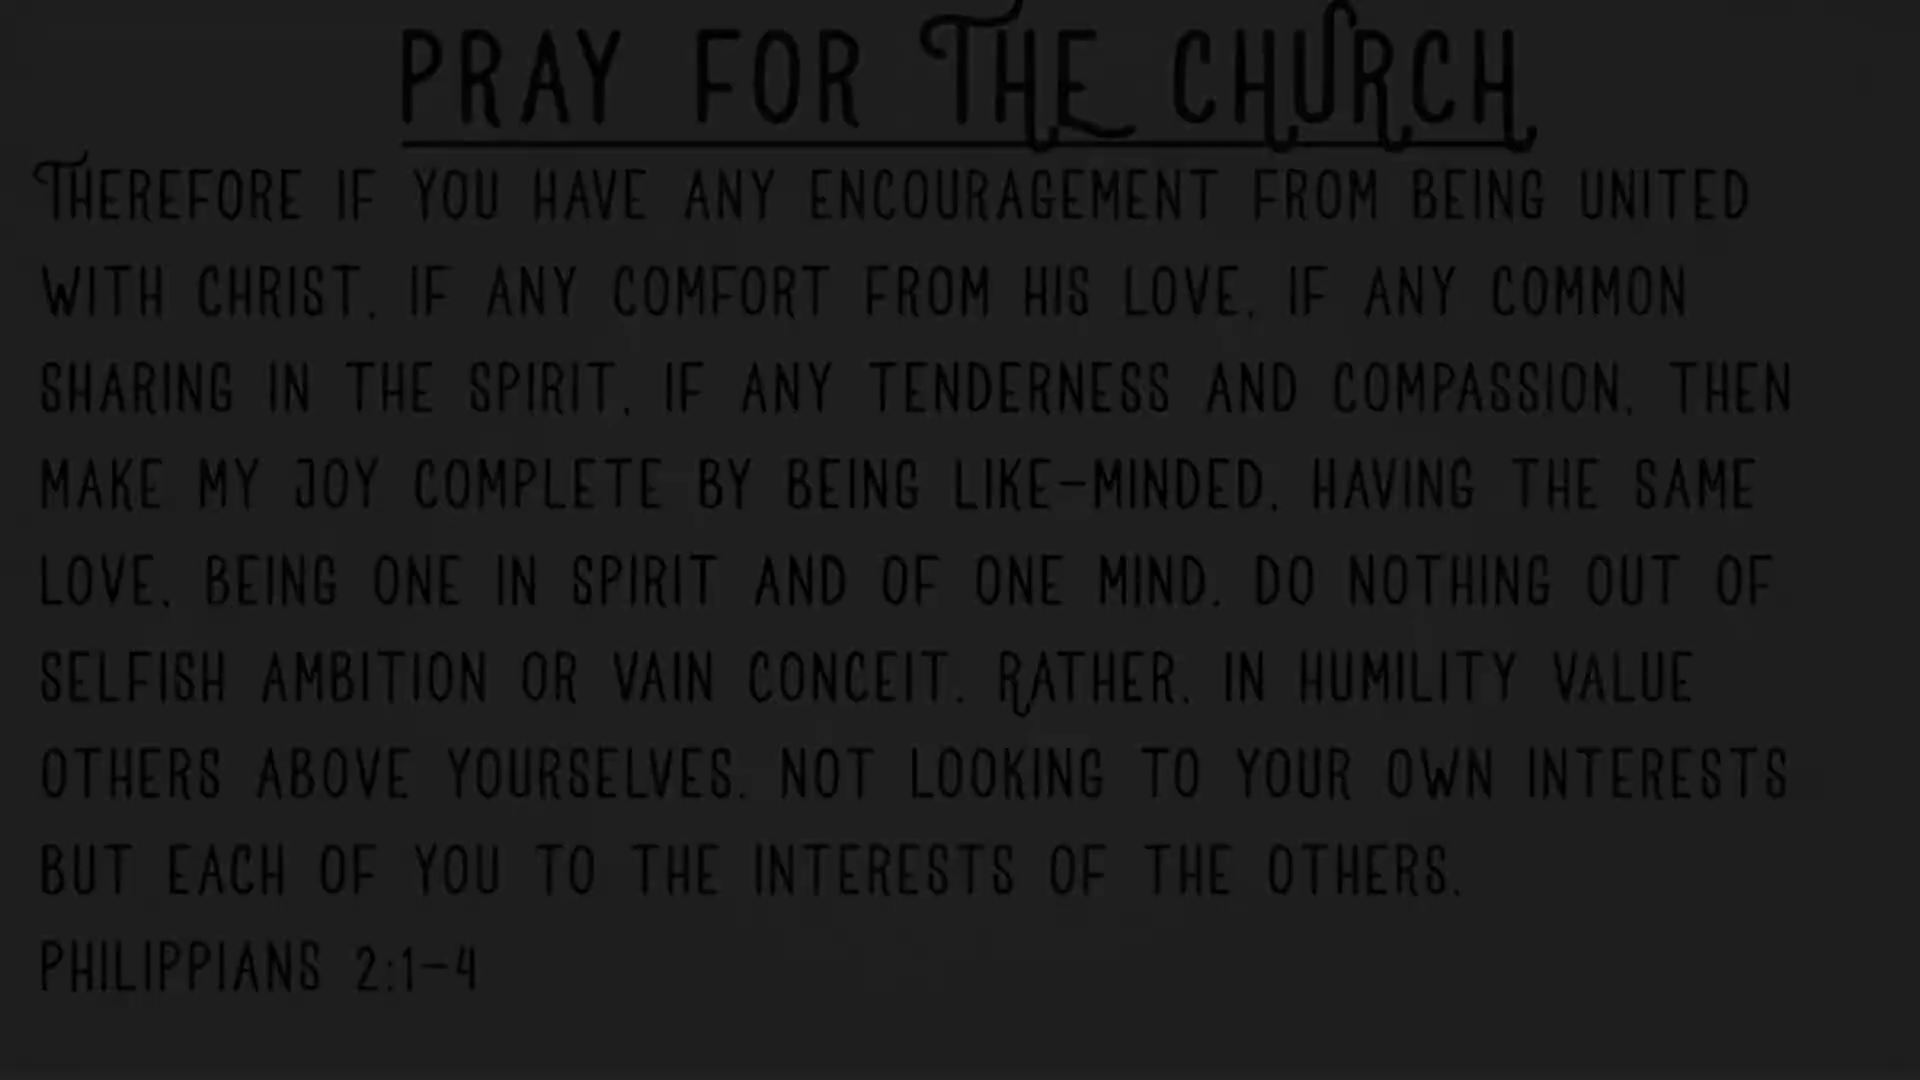 PRAY FOR THE CHURCH
THEREFORE IF YOU HAVE ANY ENCOURAGEMENT FROM BEING UNITED
WITH CHRIST, IF ANY COMFORT FROM HIS LOVE, IF ANY COMMON
SHARING IN THE SPIRIT, IF ANY TENDERNESS AND COMPASSION, THEN
MAKE MY JOY COMPLETE BY BEING LIKE-MINDED, HAVING THE SAME
LOVE, BEING ONE IN SPIRIT AND OF ONE MIND. DO NOTHING OUT OF
SELFISH AMBITION OR VAIN CONCEIT. RATHER, IN HUMILITY VALUE
OTHERS ABOVE YOURSELVES, NOT LOOKING TO YOUR OWN INTERESTS
BUT EACH OF YOU TO THE INTERESTS OF THE OTHERS.
PHILIPPIANS 2:1-4